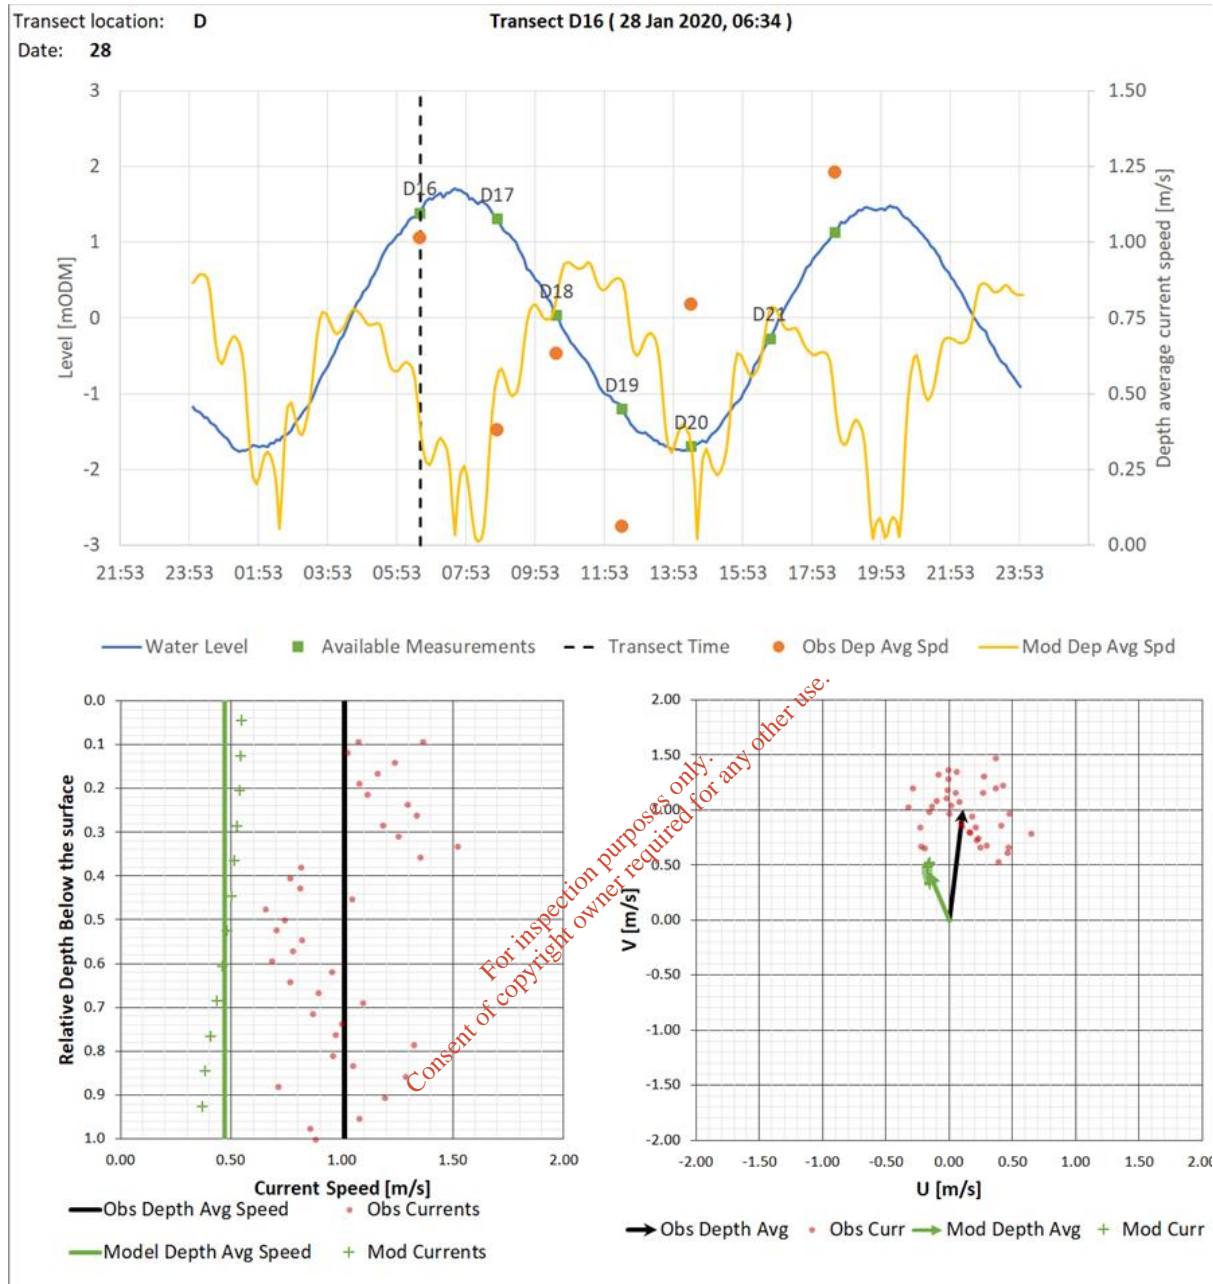 Transect location: D
Transect D16 ( 28 Jan 2020, 06:34 )
Date: 28
3
2
1
0
-1
-2
-3
Level [mODM]
1.50
1.25
1.00
0.75
0.50
0.25
0.00
Depth average current speed [m/s]
D16
D17
D18
D19
D20
D21
21:53 23:53 01:53 03:53 05:53 07:53 09:53 11:53 13:53 15:53 17:53 19:53 21:53 23:53
Water Level Available Measurements Transect Time Obs Dep Avg Spd Mod Dep Avg Spd
0.0
0.1
0.2
0.3
0.4
0.5
0.6
0.7
0.8
0.9
1.0
Relative Depth Below the surface
0.00 0.50 1.00 1.50 2.00
Current Speed [m/s]
Obs Depth Avg Speed Obs Currents
Model Depth Avg Speed Mod Currents
2.00
1.50
1.00
0.50
0.00
-0.50
-1.00
-1.50
-2.00
V [m/s]
-2.00 -1.50 -1.00 -0.50 0.00 0.50 1.00 1.50 2.00
U [m/s]
Obs Depth Avg Obs Curr Mod Depth Avg Mod Curr
For inspection purposes only.
Consent of copyright owner required for any other use.